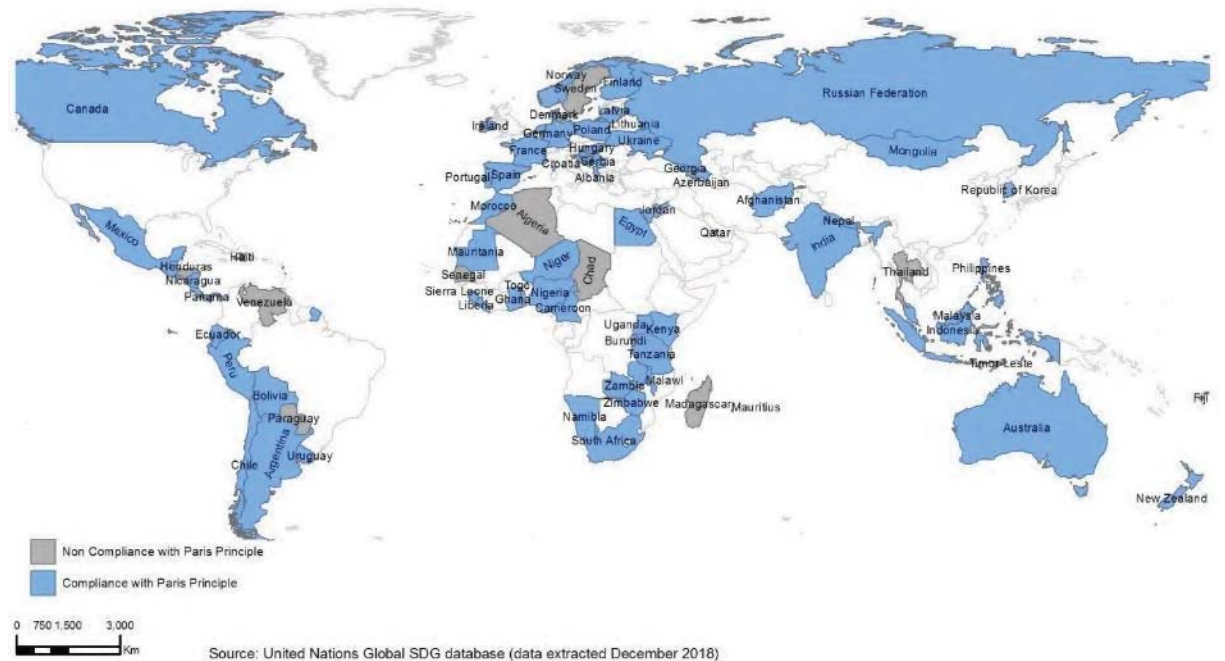 Norway
Sweden
Finland
Canada
Russian Federation
Denmark
Latvia
Ireland
Lithuania
Germany
Poland
Ukraine
France
Hungary
Mongolia
Croatia
Serbia
Georgia
Portugal
Spain
Albania
Azerbaijan
Republic of Korea
Morocco
Afghanistan
Algeria
Jordan
Egypt
Nepal
Mexico
Qatar
India
Mauritania
Haiti
Niger
Chad
Honduras
Senegal
Thailand
Philippines
Nicaragua
Togo
Sierra Leone
Nigeria
Panama
Venezuela
Ghana
Liberia
Cameroon
Malaysia
Uganda
Kenya
Indonesia
Ecuador
Burundi
Tanzania
Timor-Leste
Peru
Malawi
Zambia
Bolivia
Zimbabwe
Madagascar
Mauritius
Fiji
Paraguay
Namibia
Australia
South Africa
Argentina
Uruguay
Chile
New Zealand
Non Compliance with Paris Principle
Compliance with Paris Principle
0 750 1,500 3,000
Km
Source: United Nations Global SDG database (data extracted December 2018)